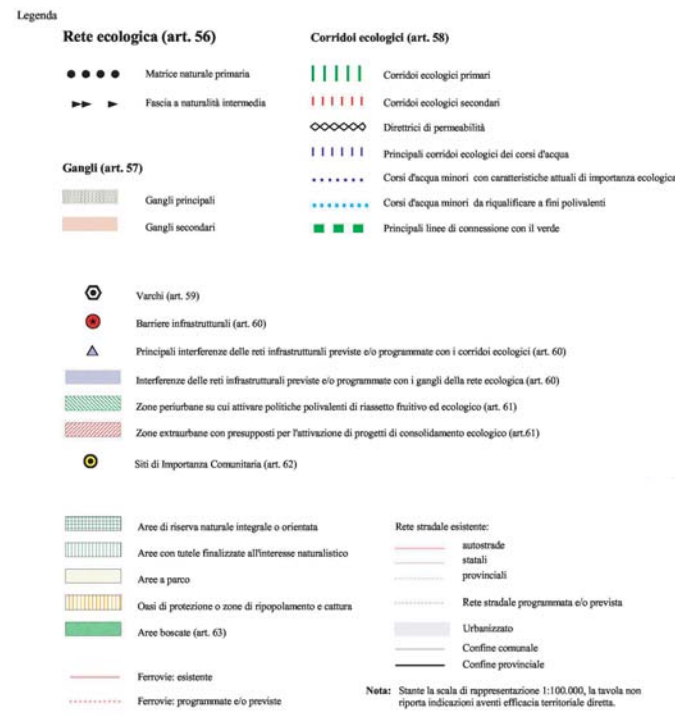 Legenda
Rete ecologica (art. 56)
Matrice naturale primaria
Fascia a naturalità intermedia
Gangli (art. 57)
Gangli principali
Gangli secondari
Corridoi ecologici (art. 58)
Corridoi ecologici primari
Corridoi ecologici secondari
Direttrici di permeabilità
Principali corridoi ecologici dei corsi d'acqua
Corsi d'acqua minori con caratteristiche attuali di importanza ecologica
Corsi d'acqua minori da riqualificare a fini polivalenti
Principali linee di connessione con il verde
Varchi (art. 59)
Barriere infrastrutturali (art. 60)
Principali interferenze delle reti infrastrutturali previste e/o programmate con i corridoi ecologici (art. 60)
Interferenze delle reti infrastrutturali previste e/o programmate con i gangli della rete ecologica (art. 60)
Zone periurbane su cui attivare politiche polivalenti di riassetto fruitivo ed ecologico (art. 61)
Zone extraurbane con presupposti per l'attivazione di progetti di consolidamento ecologico (art.61)
Siti di Importanza Comunitaria (art. 62)
Aree di riserva naturale integrale o orientata
Aree con tutele finalizzate all'interesse naturalistico
Aree a parco
Oasi di protezione o zone di ripopolamento e cattura
Aree boscate (art. 63)
Ferrovie: esistente
Ferrovie: programmate e/o previste
Rete stradale esistente:
autostrade
statali
provinciali
Rete stradale programmata e/o prevista
Urbanizzato
Confine comunale
Confine provinciale
Nota: Stante la scala di rappresentazione 1:100.000, la tavola non
riporta indicazioni aventi efficacia territoriale diretta.